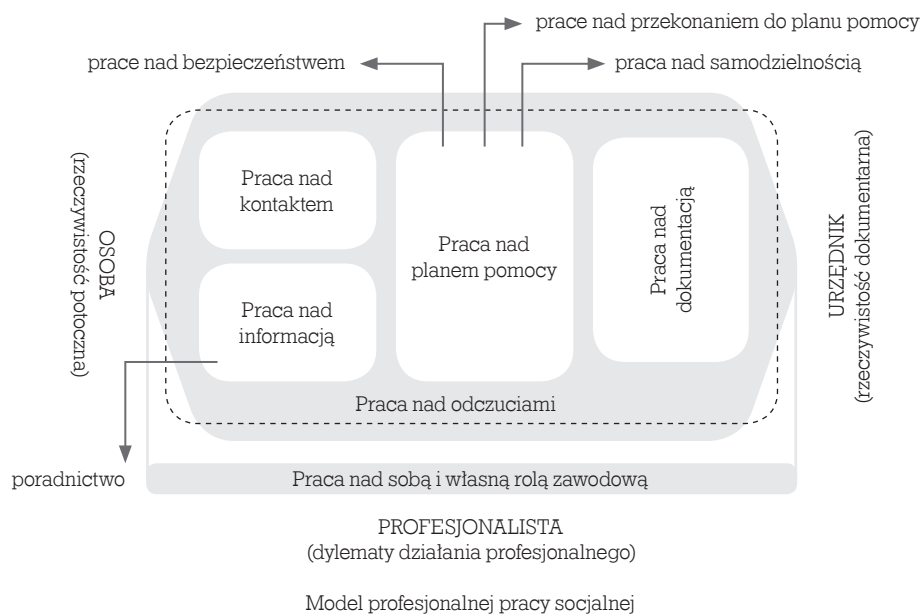 prace nad przekonaniem do planu pomocy
prace nad bezpieczeństwem
praca nad samodzielnością
OSOBA
(rzeczywistość potoczna)
Praca nad
kontaktem
Praca nad
informacją
Praca nad
planem pomocy
Praca nad
dokumentacją
URZĘDNIK
(rzeczywistość dokumentarna)
Praca nad odczuciami
poradnictwo
Praca nad sobą i własną rolą zawodową
PROFESJONALISTA
(dylematy działania profesjonalnego)
Model profesjonalnej pracy socjalnej